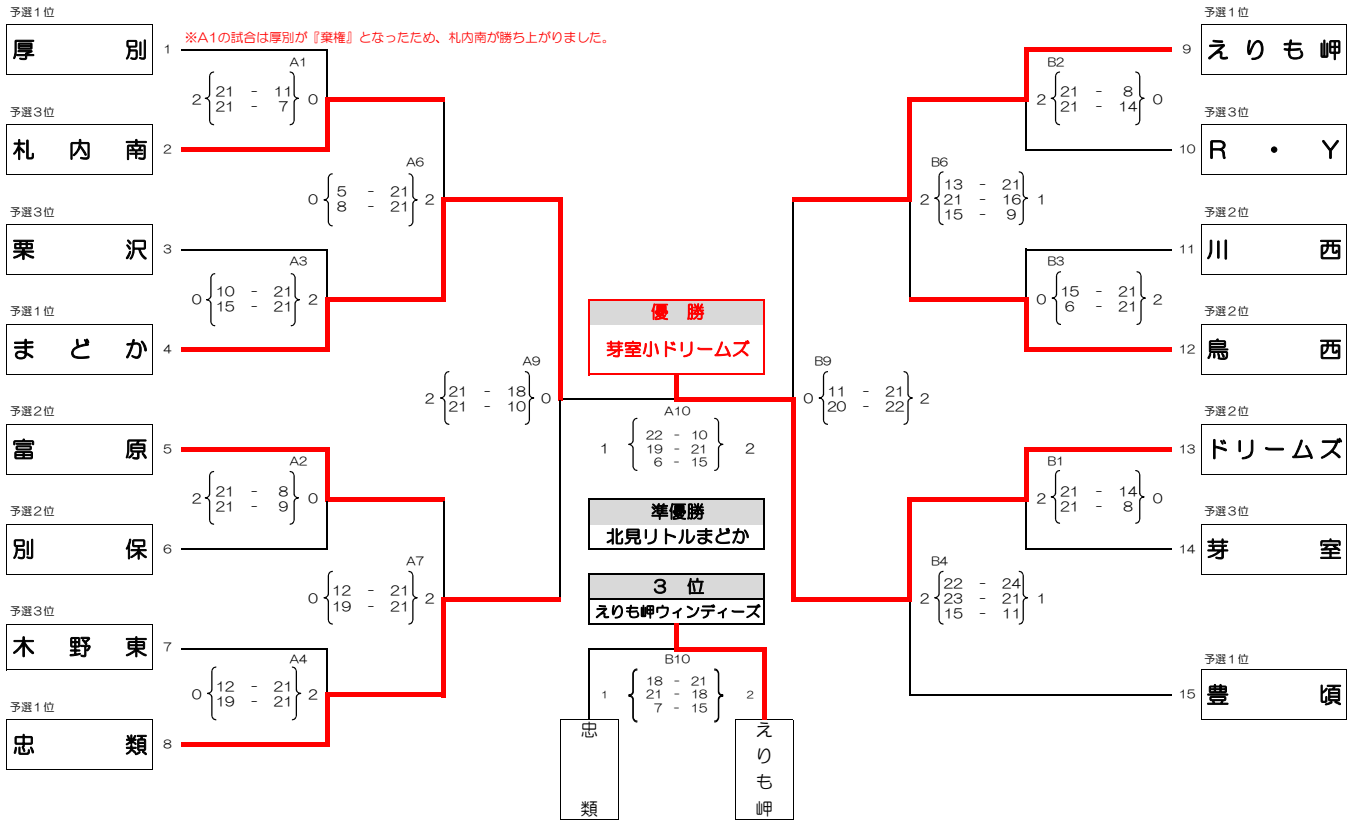 ※A1の試合は厚別が『棄権』となったため、札内南が勝ち上がりました。
予選1位
厚 別 1
A1
2 21 - 11 0
21 - 7
予選3位
札 内 南 2
A6
0 5 - 21 2
8 - 21
予選3位
栗 沢 3
A3
0 10 - 21 2
15 - 21
予選1位
ま ど か 4
A9
2 21 - 18 0
21 - 10
予選2位
富 原 5
A2
2 21 - 8 0
21 - 9
予選2位
別 保 6
A7
0 12 - 21 2
19 - 21
予選3位
木 野 東 7
A4
0 12 - 21 2
19 - 21
予選1位
忠 類 8
優 勝
芽室小ドリームズ
A10
22 - 10
1 19 - 21 2
6 - 15
準優勝
北見リトルまどか
3 位
えりも岬ウィンディーズ
B10
18 - 21
1 21 - 18 2
7 - 15
忠類
えりも岬
予選1位
9 えりも岬
B2
2 21 - 8 0
21 - 14
予選3位
10 R ・ Y
B6
13 - 21
2 21 - 16 1
15 - 9
予選2位
11 川 西
B3
0 15 - 21 2
6 - 21
予選2位
12 鳥 西
B9
0 11 - 21 2
20 - 22
予選2位
13 ドリームズ
B1
2 21 - 14 0
21 - 8
予選3位
14 芽 室
B4
22 - 24
2 23 - 21 1
15 - 11
予選1位
15 豊 頃